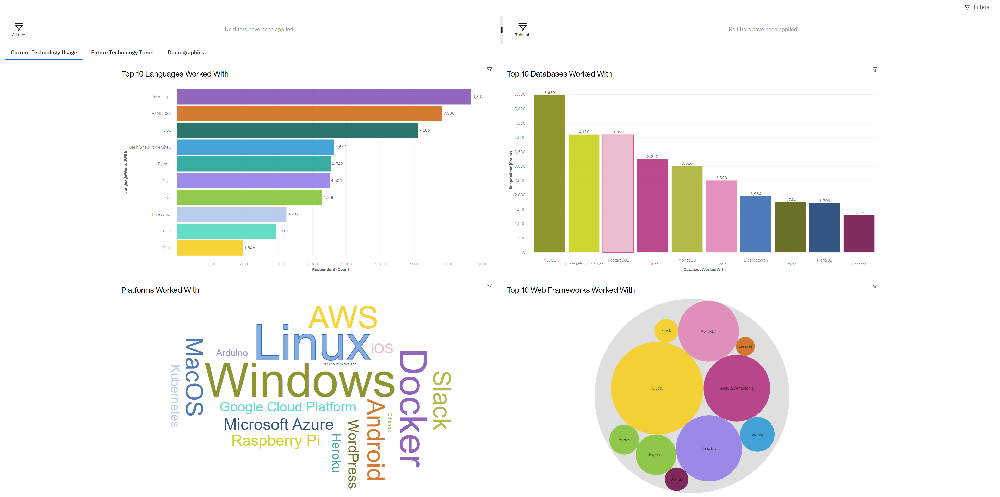 Filters
All tabs
No filters have been applied.
This tab
No filters have been applied.
Current Technology Usage
Future Technology Trend
Demographics
Top 10 Languages Worked With
LanguageWorkedWith
JavaScript
8,687
HTML/CSS
7,830
SQL
7,106
Bash/Shell/PowerShell
4,642
Python
4,542
Java
4,506
C#
4,288
TypeScript
3,232
PHP
2,913
C++
1,946
0 1,000 2,000 3,000 4,000 5,000 6,000 7,000 8,000 9,000
Respondent (Count)
Top 10 Databases Worked With
Respondent (Count)
5,500
5,000
4,500
4,000
3,500
3,000
2,500
2,000
1,500
1,000
500
0
5,469
4,110
4,097
3,248
3,016
2,508
1,954
1,744
1,709
1,314
MySQL
Microsoft SQL Server
PostgreSQL
SQLite
MongoDB
Redis
Elasticsearch
Oracle
MariaDB
Firebase
DatabaseWorkedWith
Platforms Worked With
AWS
Linux
iOS
Arduino
MacOS
Kubernetes
IBM Cloud or Watson
Windows
Docker
Slack
Google Cloud Platform
Android
Other(s):
Microsoft Azure
WordPress
Raspberry Pi
Heroku
Top 10 Web Frameworks Worked With
Flask
ASP.NET
Laravel
jQuery
Angular/Angular.js
Vue.js
Spring
Express
React.js
Django